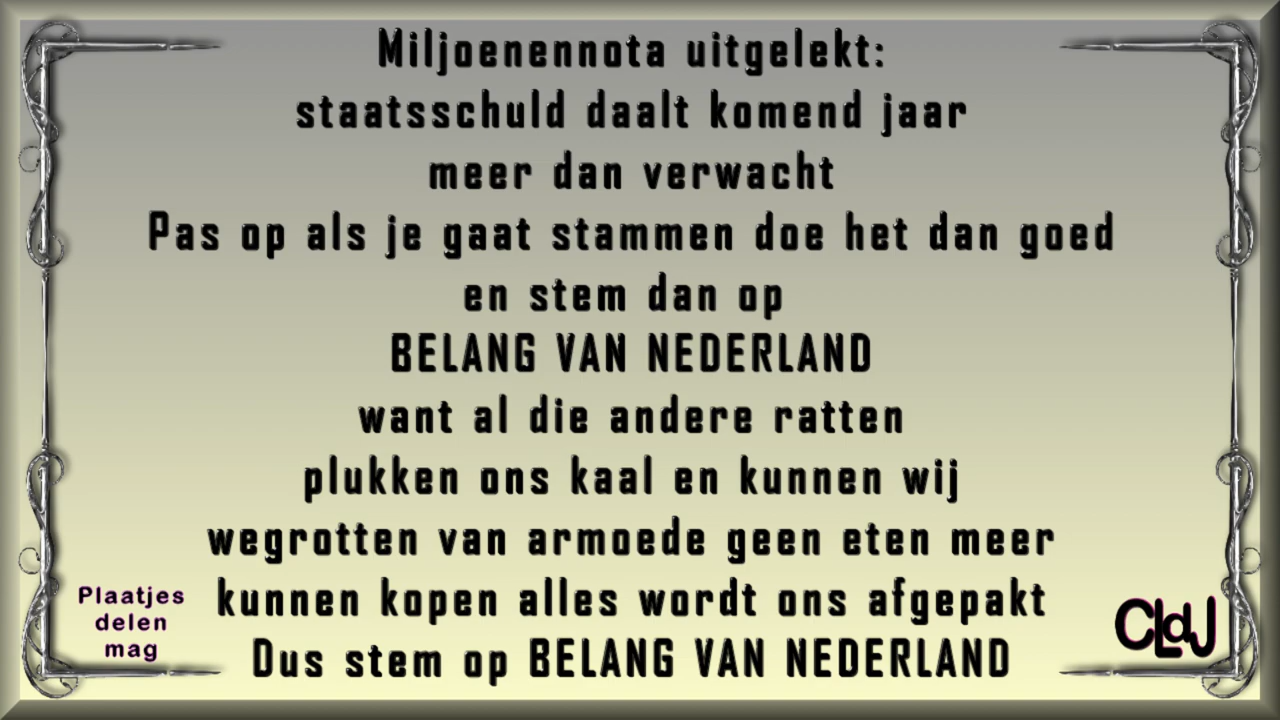 Miljoenennota uitgelekt:
staatsschuld daalt komend jaar
meer dan verwacht
Pas op als je gaat stammen doe het dan goed
en stem dan op
BELANG VAN NEDERLAND
want al die andere ratten
plukken ons kaal en kunnen wij
wegrotten van armoede geen eten meer
kunnen kopen alles wordt ons afgepakt
Dus stem op BELANG VAN NEDERLAND
Plaatjes
delen
mag
CLdJ